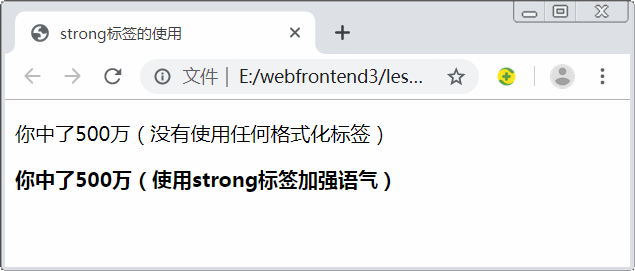 strong标签的使用
文件 | E:/webfrontend3/les...
你中了500万（没有使用任何格式化标签）
你中了500万（使用strong标签加强语气）